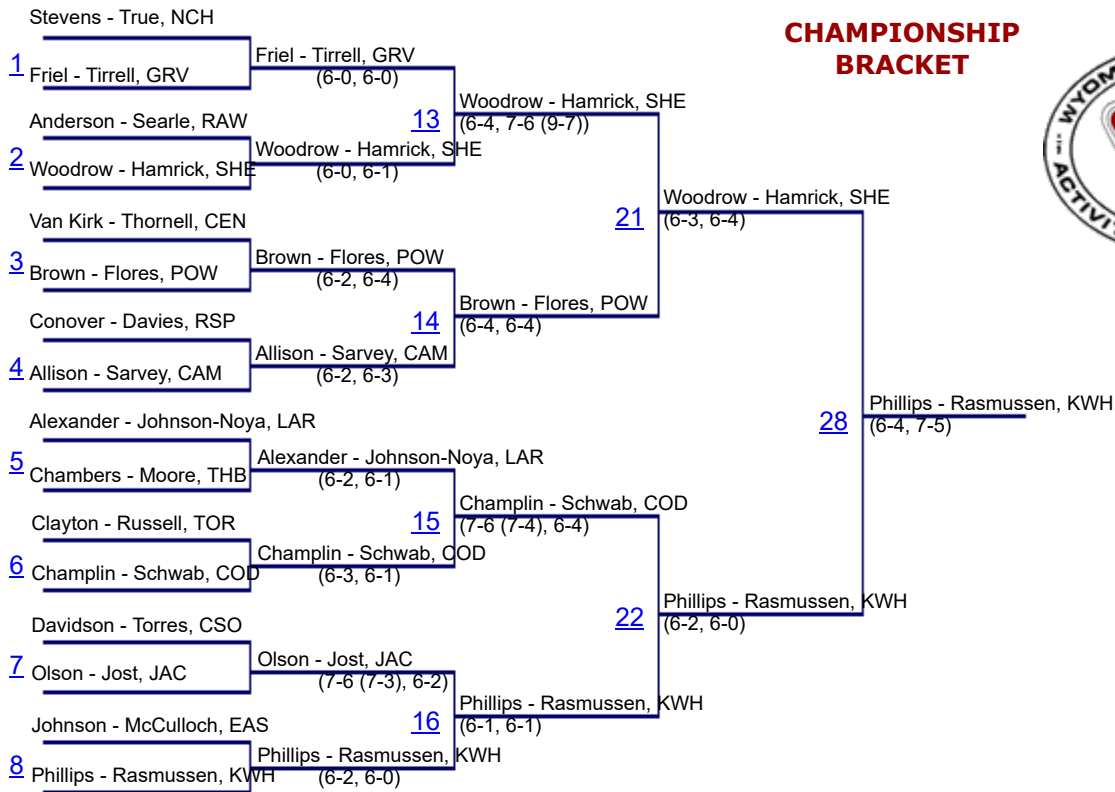 CHAMPIONSHIP
BRACKET
Stevens - True, NCH
1
Friel - Tirrell, GRV
Anderson - Searle, RAW
2
Woodrow - Hamrick, SHE
Van Kirk - Thornell, CEN
3
Brown - Flores, POW
Conover - Davies, RSP
4
Allison - Sarvey, CAM
Alexander - Johnson-Noya, LAR
5
Chambers - Moore, THB
Clayton - Russell, TOR
6
Champlin - Schwab, COD
Davidson - Torres, CSO
7
Olson - Jost, JAC
Johnson - McCulloch, EAS
8
Phillips - Rasmussen, KWH
Friel - Tirrell, GRV
(6-0, 6-0)
13
Woodrow - Hamrick, SHE
(6-0, 6-1)
Brown - Flores, POW
(6-2, 6-4)
14
Allison - Sarvey, CAM
(6-2, 6-3)
Alexander - Johnson-Noya, LAR
(6-2, 6-1)
15
Champlin - Schwab, COD
(6-3, 6-1)
Olson - Jost, JAC
(7-6 (7-3), 6-2)
16
Phillips - Rasmussen, KWH
(6-2, 6-0)
Woodrow - Hamrick, SHE
(6-4, 7-6 (9-7))
21
Brown - Flores, POW
(6-4, 6-4)
Champlin - Schwab, COD
(7-6 (7-4), 6-4)
22
Phillips - Rasmussen, KWH
(6-1, 6-1)
Woodrow - Hamrick, SHE
(6-3, 6-4)
28
Phillips - Rasmussen, KWH
(6-2, 6-0)
Phillips - Rasmussen, KWH
(6-4, 7-5)